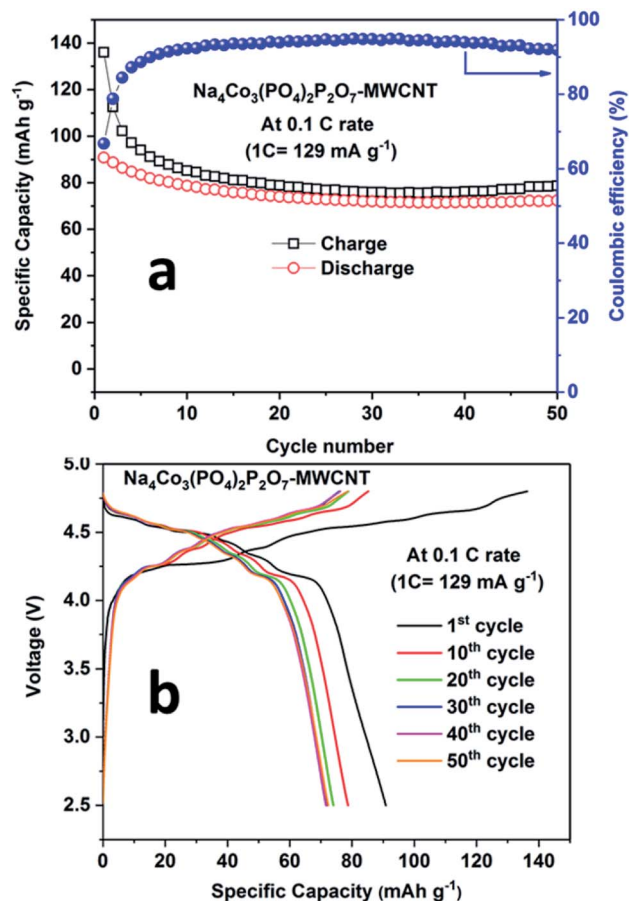 a
140
120
100
80
60
40
20
0
Specific Capacity (mAh g⁻¹)
Na₄Co₃(PO₄)₂P₂O₇-MWCNT
At 0.1 C rate
(1C= 129 mA g⁻¹)
Charge
Discharge
a
100
80
60
40
20
0
Coulombic efficiency (%)
0 10 20 30 40 50
Cycle number
b
5.0
4.5
4.0
3.5
3.0
2.5
Voltage (V)
Na₄Co₃(PO₄)₂P₂O₇-MWCNT
At 0.1 C rate
(1C= 129 mA g⁻¹)
1ˢᵗ cycle
10ᵗʰ cycle
20ᵗʰ cycle
30ᵗʰ cycle
40ᵗʰ cycle
50ᵗʰ cycle
b
0 20 40 60 80 100 120 140
Specific Capacity (mAh g⁻¹)